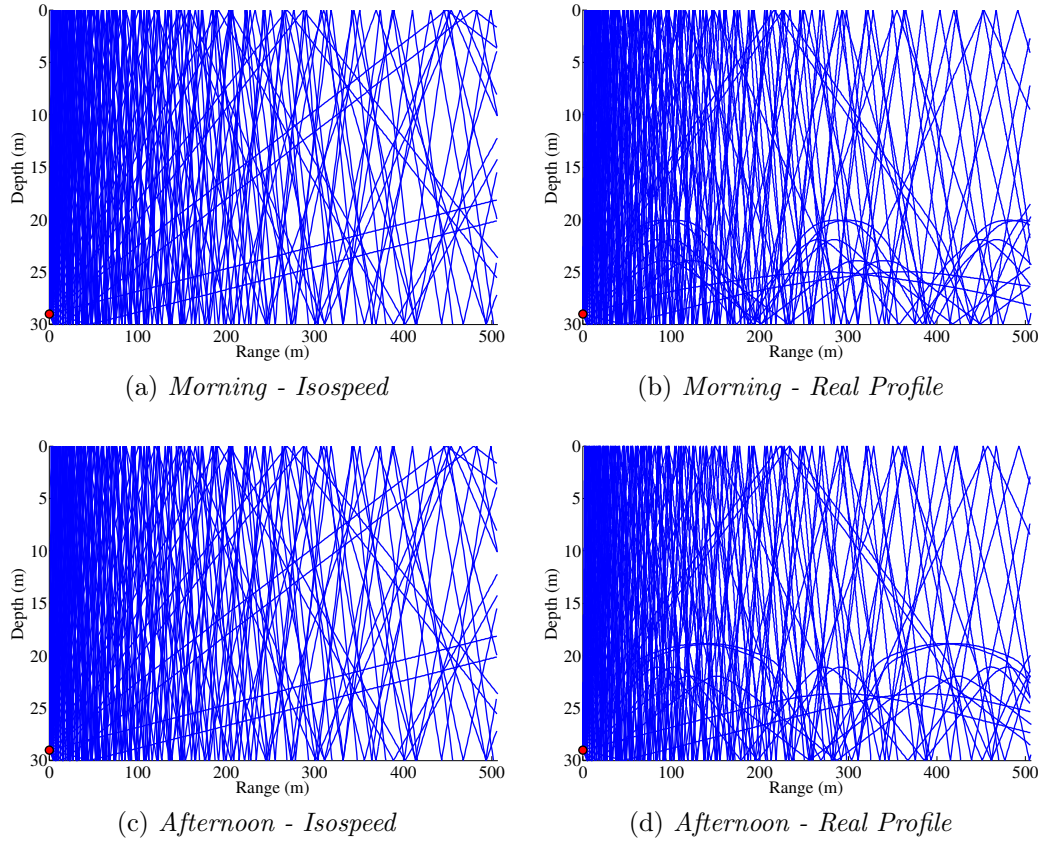 0
5
10
15
20
25
30
Depth (m)
0 100 200 300 400 500
Range (m)
(a) Morning - Isospeed
0
5
10
15
20
25
30
Depth (m)
0 100 200 300 400 500
Range (m)
(b) Morning - Real Profile
0
5
10
15
20
25
30
Depth (m)
0 100 200 300 400 500
Range (m)
(c) Afternoon - Isospeed
0
5
10
15
20
25
30
Depth (m)
0 100 200 300 400 500
Range (m)
(d) Afternoon - Real Profile